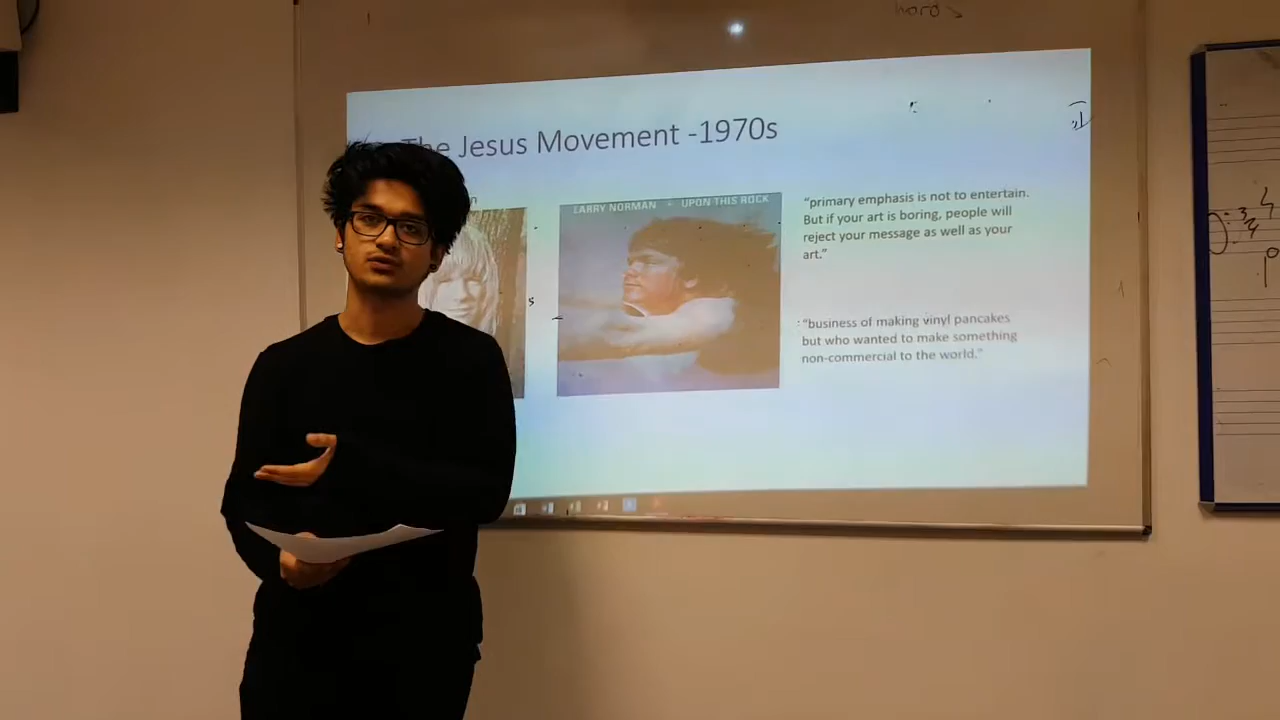 The Jesus Movement -1970s
LARRY NORMAN + UPON THIS ROCK
"primary emphasis is not to entertain.
But if your art is boring, people will
reject your message as well as your
art."
"business of making vinyl pancakes
but who wanted to make something
non-commercial to the world."